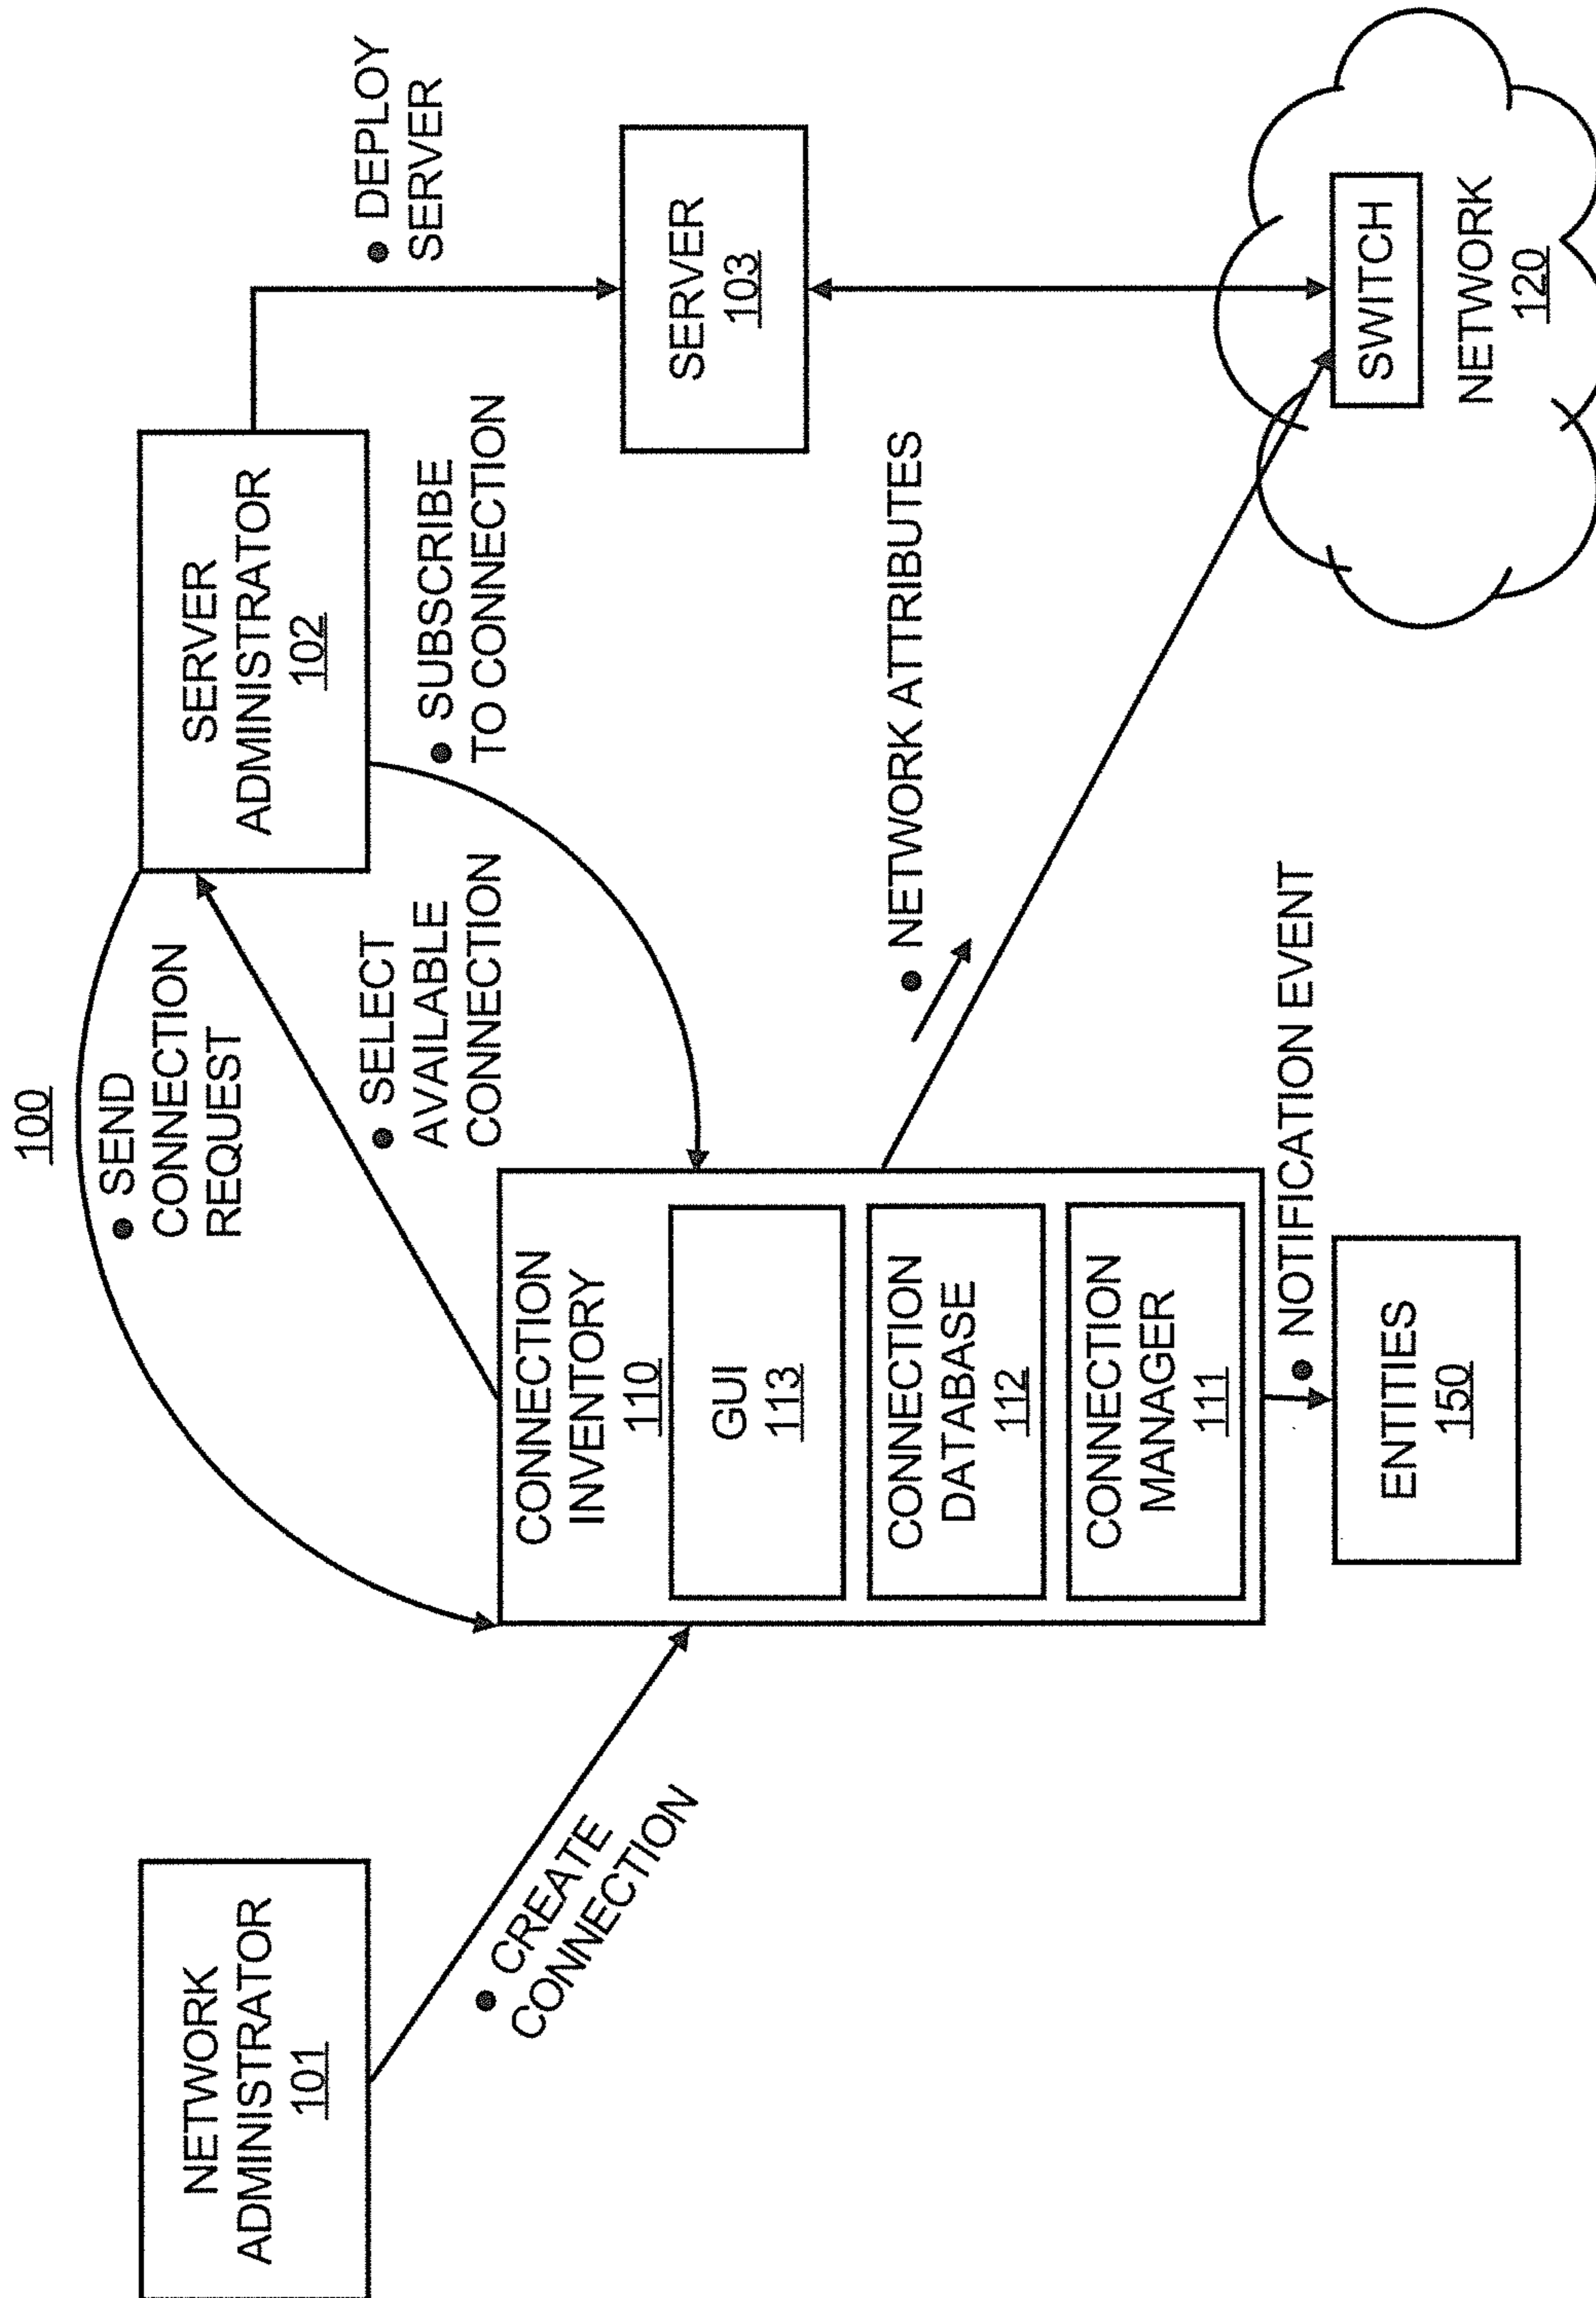 100
NETWORK
ADMINISTRATOR
101
● CREATE
CONNECTION
● SEND
CONNECTION
REQUEST
SERVER
ADMINISTRATOR
102
● DEPLOY
SERVER
● SELECT
AVAILABLE
CONNECTION
● SUBSCRIBE
TO CONNECTION
CONNECTION
INVENTORY
110
GUI
113
CONNECTION
DATABASE
112
CONNECTION
MANAGER
111
SERVER
103
● NETWORK ATTRIBUTES
● NOTIFICATION EVENT
ENTITIES
150
SWITCH
NETWORK
120